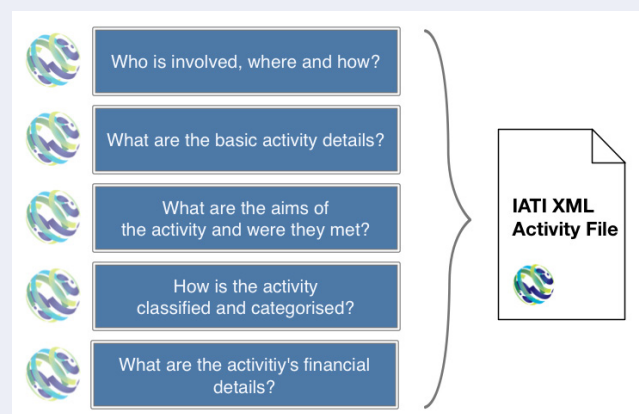 Who is involved, where and how?
What are the basic activity details?
What are the aims of
the activity and were they met?
How is the activity
classified and categorised?
What are the activitiy's financial
details?
IATI XML
Activity File